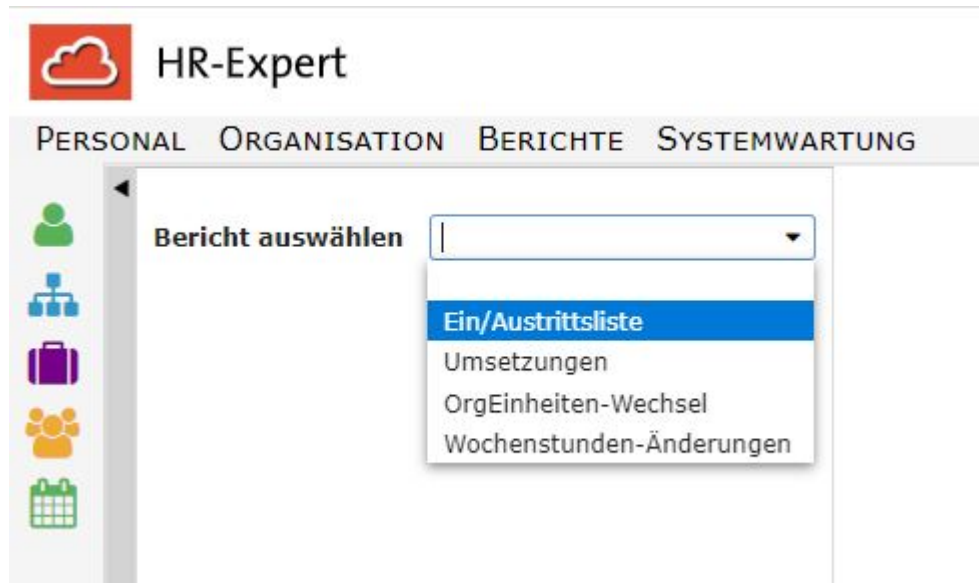 HR-Expert
PERSONAL ORGANISATION BERICHTE SYSTEMWARTUNG
Bericht auswählen
Ein/Austrittsliste
Umsetzungen
OrgEinheiten-Wechsel
Wochenstunden-Änderungen